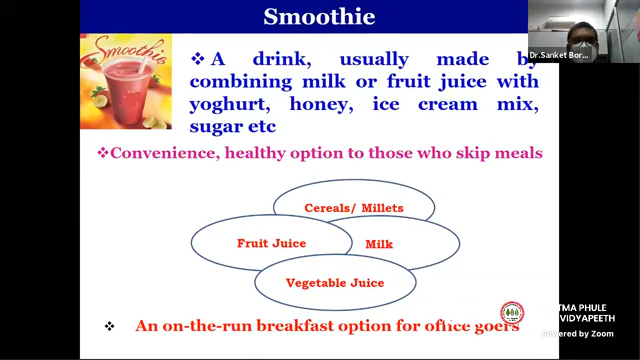 Smoothie
Smoothie
❖ A drink, usually made by
combining milk or fruit juice with
yoghurt, honey, ice cream mix,
sugar etc
❖Convenience, healthy option to those who skip meals
Cereals/ Millets
Fruit Juice
Milk
Vegetable Juice
❖ An on-the-run breakfast option for office goers
Dr.Sanket Bor...
TMA PHULE
VIDYAPEETH
Powered by Zoom